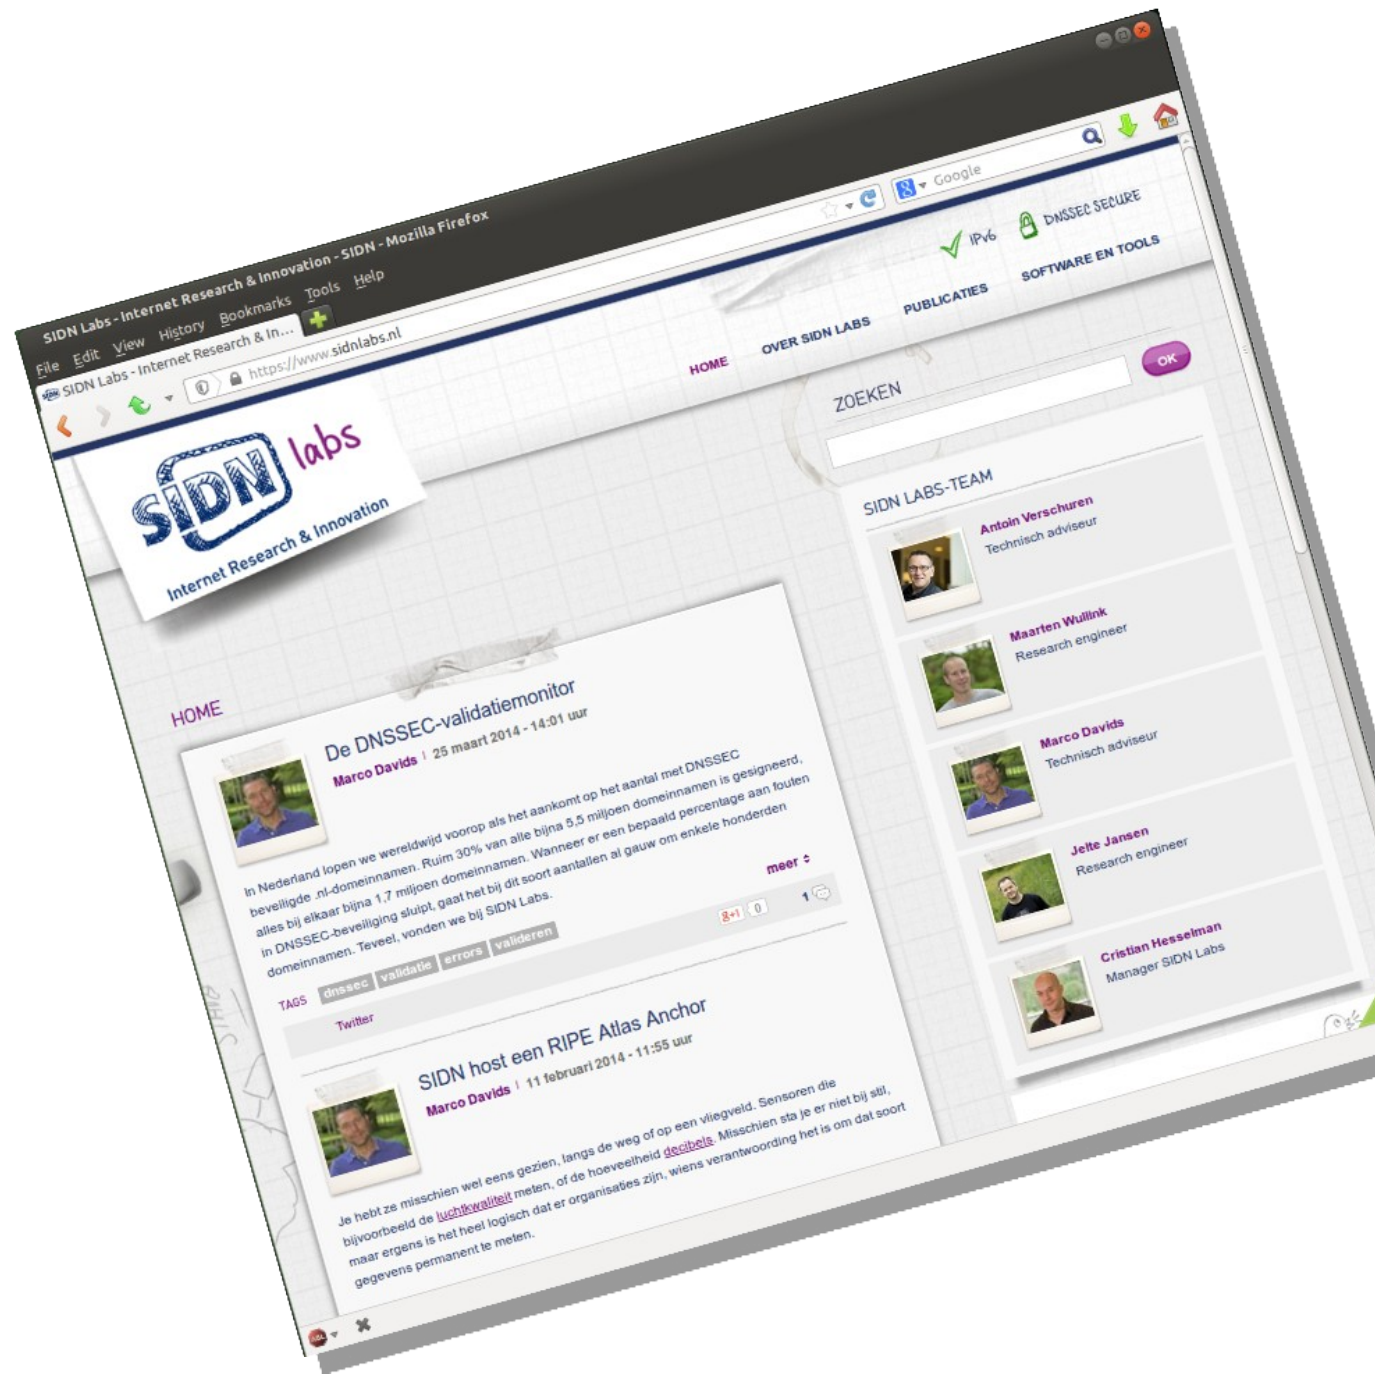 SIDN Labs - Internet Research & Innovation - SIDN - Mozilla Firefox
File Edit View History Bookmarks Tools Help
SIDN Labs - Internet Research & In...
https://www.sidnlabs.nl
Google
IPv6
DNSSEC SECURE
HOME
OVER SIDN LABS
PUBLICATIES
SOFTWARE EN TOOLS
SIDN labs
Internet Research & Innovation
ZOEKEN
OK
HOME
De DNSSEC-validatiemonitor
Marco Davids | 25 maart 2014 - 14:01 uur
In Nederland lopen we wereldwijd voorop als het aankomt op het aantal met DNSSEC
beveiligde .nl-domeinnamen. Ruim 30% van alle bijna 5,5 miljoen domeinnamen is gesigneerd,
alles bij elkaar bijna 1,7 miljoen domeinnamen. Wanneer er een bepaald percentage aan fouten
in DNSSEC-beveiliging sluipt, gaat het bij dit soort aantallen al gauw om enkele honderden
domeinnamen. Teveel, vonden we bij SIDN Labs.
meer
TAGS dnssec validatie errors valideren
g+1 0
1
Twitter
SIDN host een RIPE Atlas Anchor
Marco Davids | 11 februari 2014 - 11:55 uur
Je hebt ze misschien wel eens gezien, langs de weg of op een vliegveld. Sensoren die
bijvoorbeeld de luchtkwaliteit meten, of de hoeveelheid decibels. Misschien sta je er niet bij stil,
maar ergens is het heel logisch dat er organisaties zijn, wiens verantwoording het is om dat soort
gegevens permanent te meten.
SIDN LABS-TEAM
Antoin Verschuren
Technisch adviseur
Maarten Wullink
Research engineer
Marco Davids
Technisch adviseur
Jelte Jansen
Research engineer
Cristian Hesselman
Manager SIDN Labs